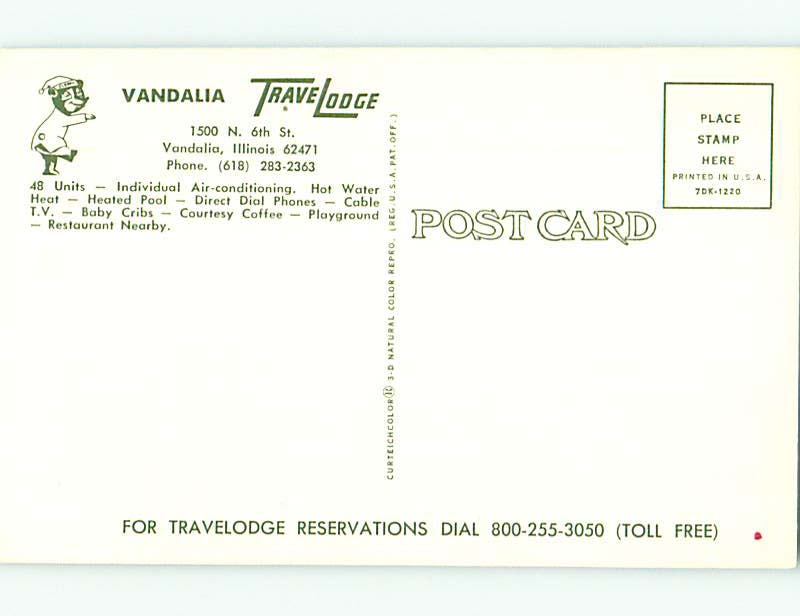 VANDALIA TRAVELODGE
®
1500 N. 6th St.
Vandalia, Illinois 62471
Phone. (618) 283-2363
48 Units — Individual Air-conditioning. Hot Water
Heat — Heated Pool — Direct Dial Phones — Cable
T.V. — Baby Cribs — Courtesy Coffee — Playground
— Restaurant Nearby.
CURTEICHCOLOR 3-D NATURAL COLOR REPRO. (REG. U.S.A. PAT. OFF.)
POST CARD
PLACE
STAMP
HERE
PRINTED IN U.S.A.
7DK-1220
FOR TRAVELODGE RESERVATIONS DIAL 800-255-3050 (TOLL FREE)